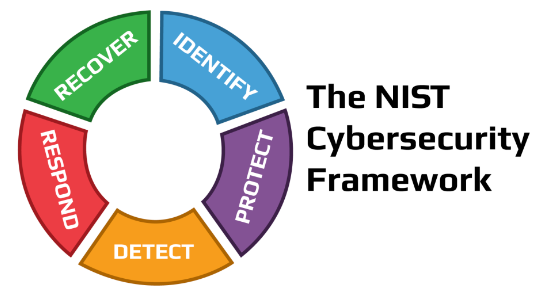 IDENTIFY
PROTECT
DETECT
RESPOND
RECOVER
The NIST
Cybersecurity
Framework